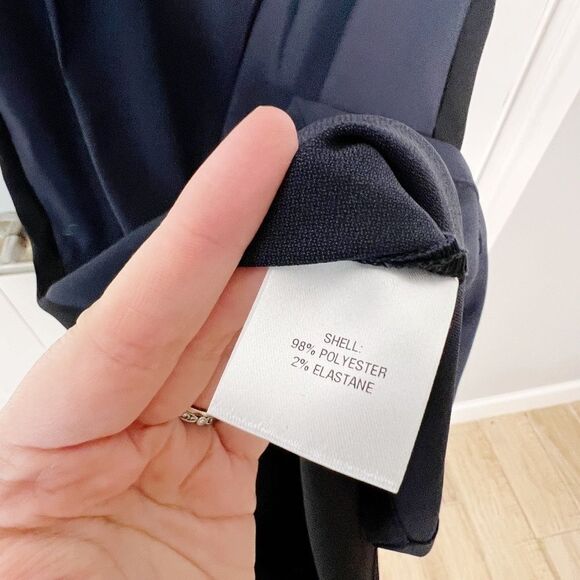 SHELL:
98% POLYESTER
2% ELASTANE